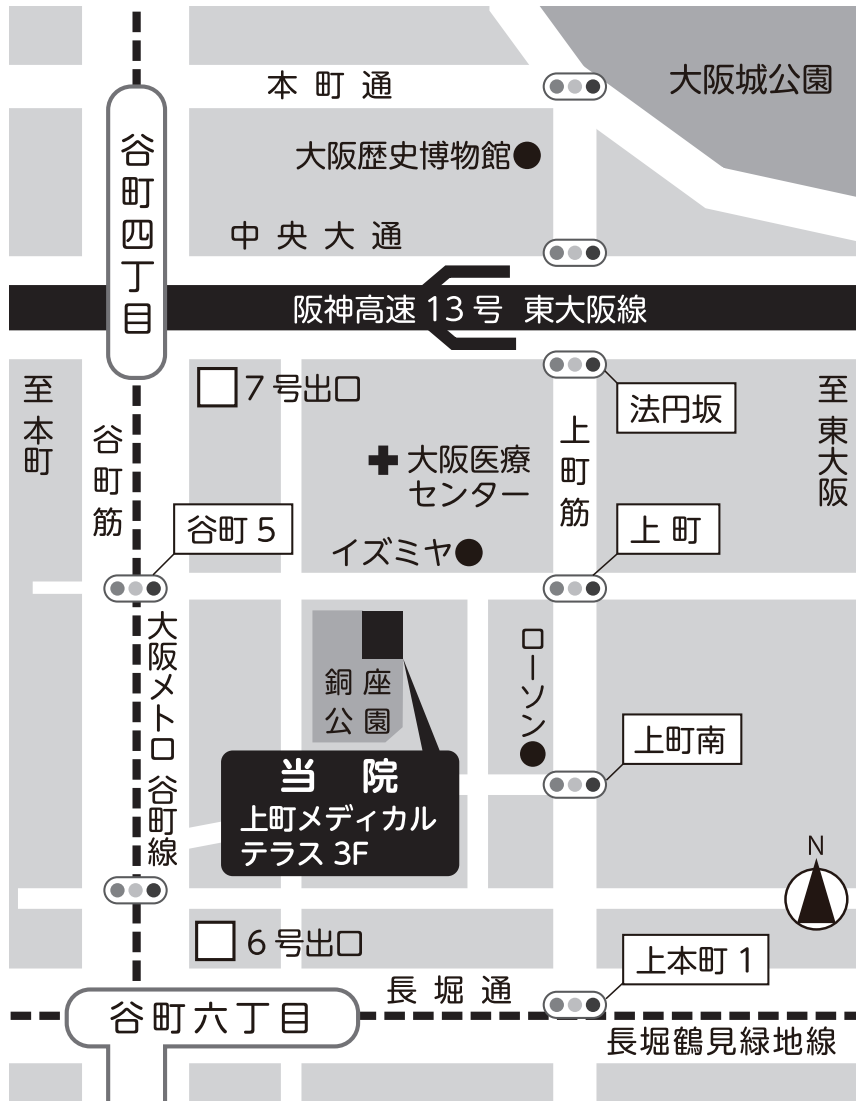 本町通
大阪城公園
谷町四丁目
大阪歴史博物館
中央大通
阪神高速 13 号 東大阪線
至 本町
7 号出口
法円坂
至 東大阪
谷町筋
大阪医療
センター
上町筋
谷町 5
イズミヤ
上 町
大阪メトロ 谷町線
銅座
公園
ローソン
上町南
当 院
上町メディカル
テラス 3F
N
6 号出口
上本町 1
長堀通
谷町六丁目
長堀鶴見緑地線